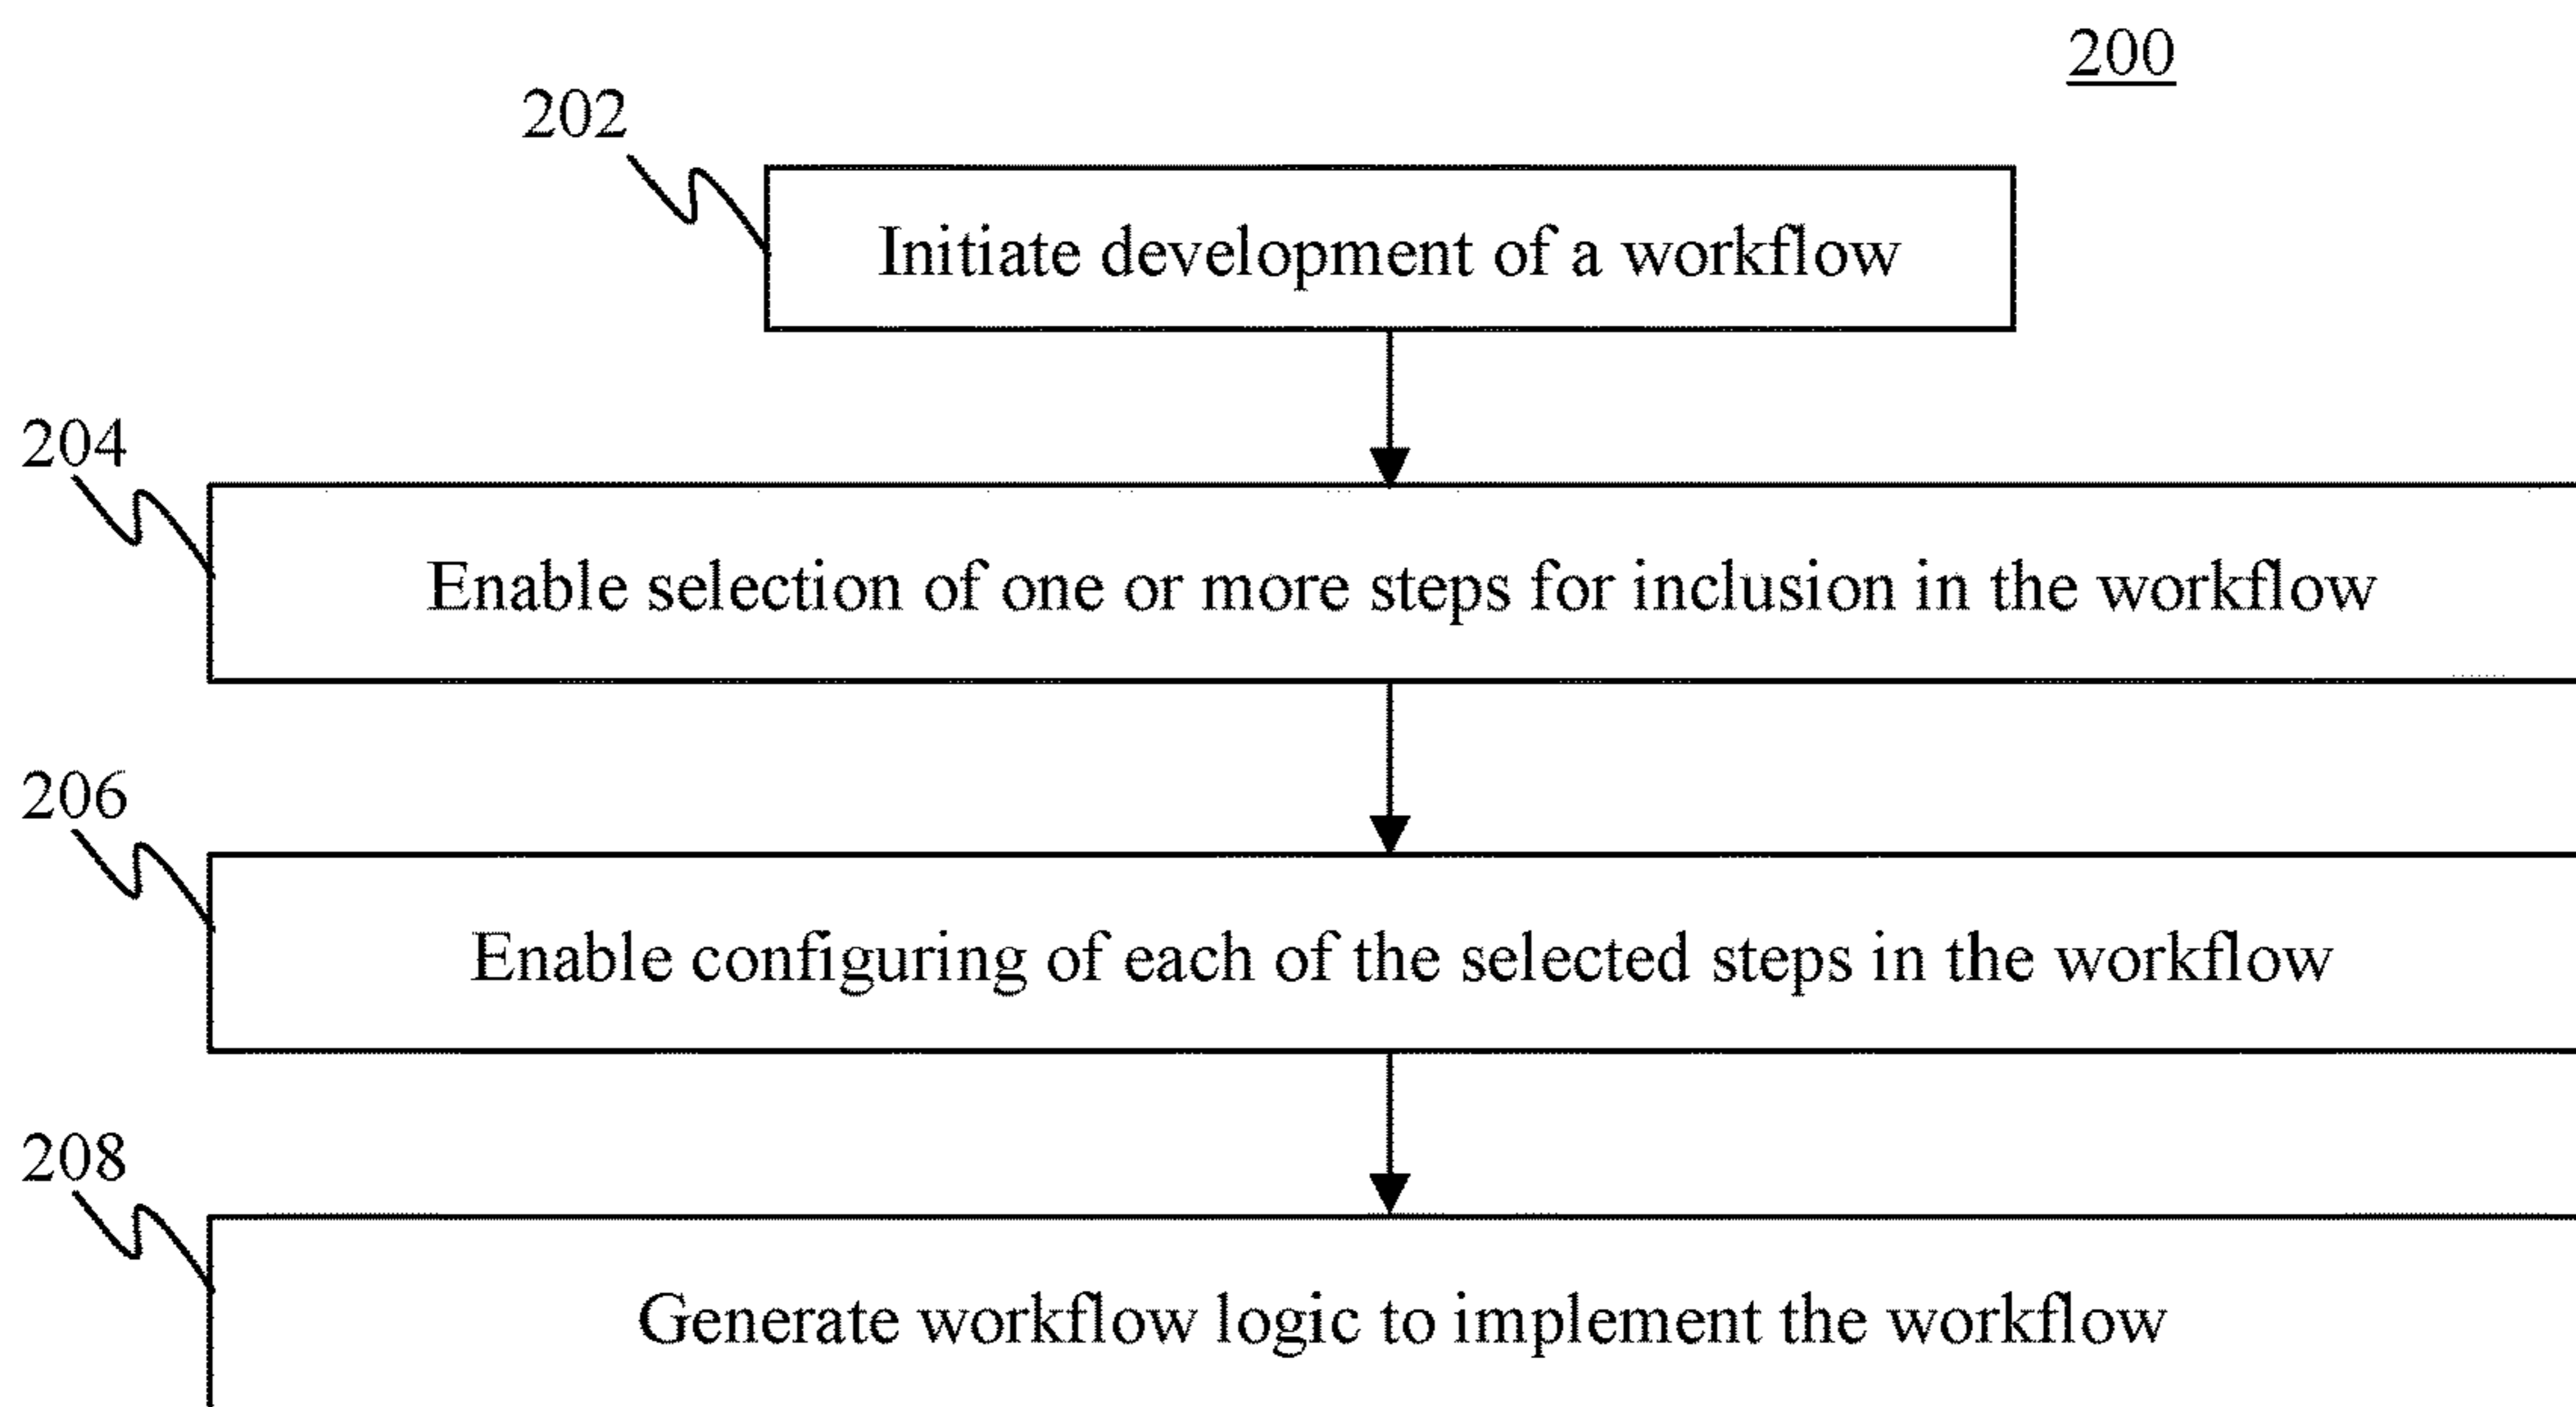 200
202
Initiate development of a workflow
204
Enable selection of one or more steps for inclusion in the workflow
206
Enable configuring of each of the selected steps in the workflow
208
Generate workflow logic to implement the workflow